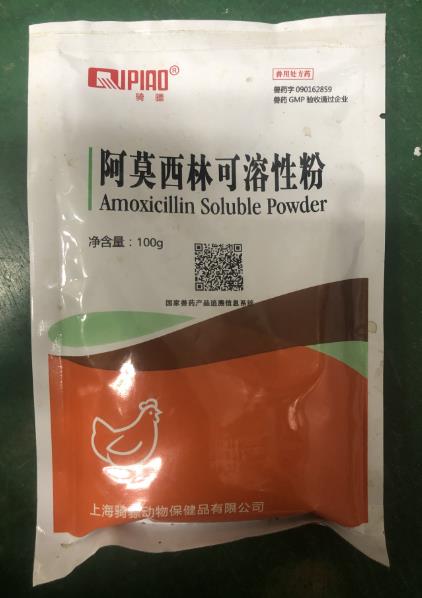 QIPIAO®
骑骠
兽用处方药
兽药字 090162859
兽药 GMP 验收通过企业
阿莫西林可溶性粉
Amoxicillin Soluble Powder
净含量：100g
国家兽药产品追溯信息系统
上海骑骠动物保健品有限公司